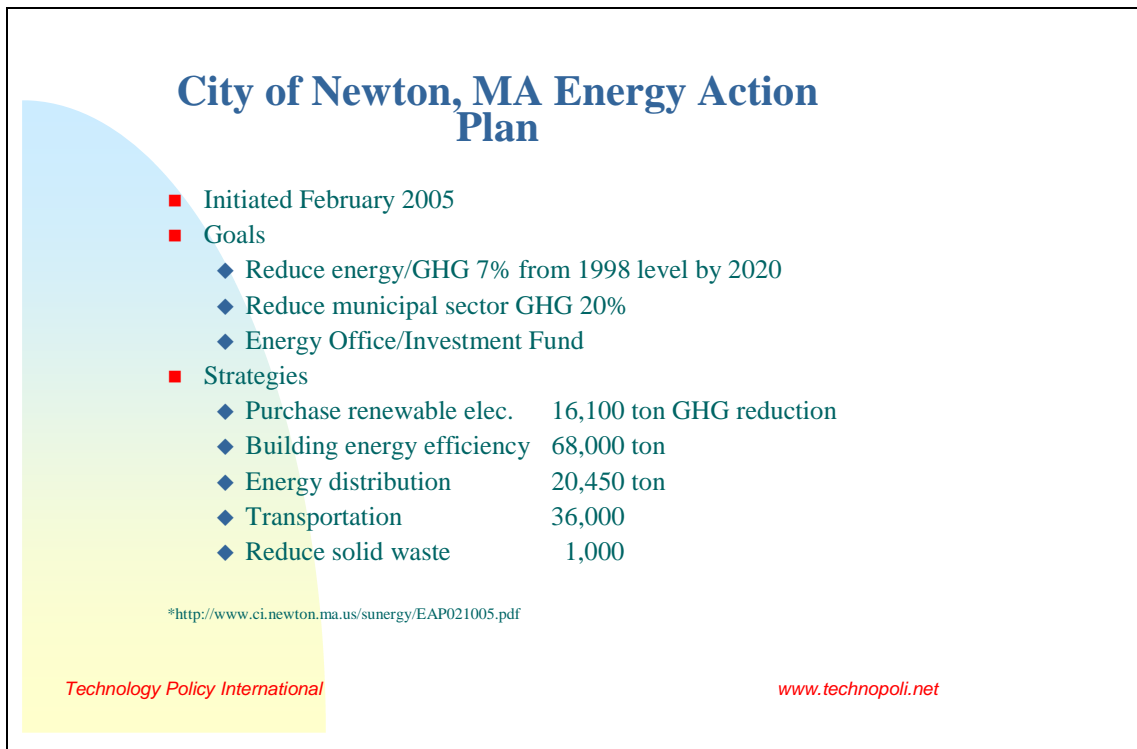 City of Newton, MA Energy Action
Plan
Initiated February 2005
Goals
Reduce energy/GHG 7% from 1998 level by 2020
Reduce municipal sector GHG 20%
Energy Office/Investment Fund
Strategies
Purchase renewable elec. 16,100 ton GHG reduction
Building energy efficiency 68,000 ton
Energy distribution 20,450 ton
Transportation 36,000
Reduce solid waste 1,000
*http://www.ci.newton.ma.us/sunergy/EAP021005.pdf
Technology Policy International www.technopoli.net